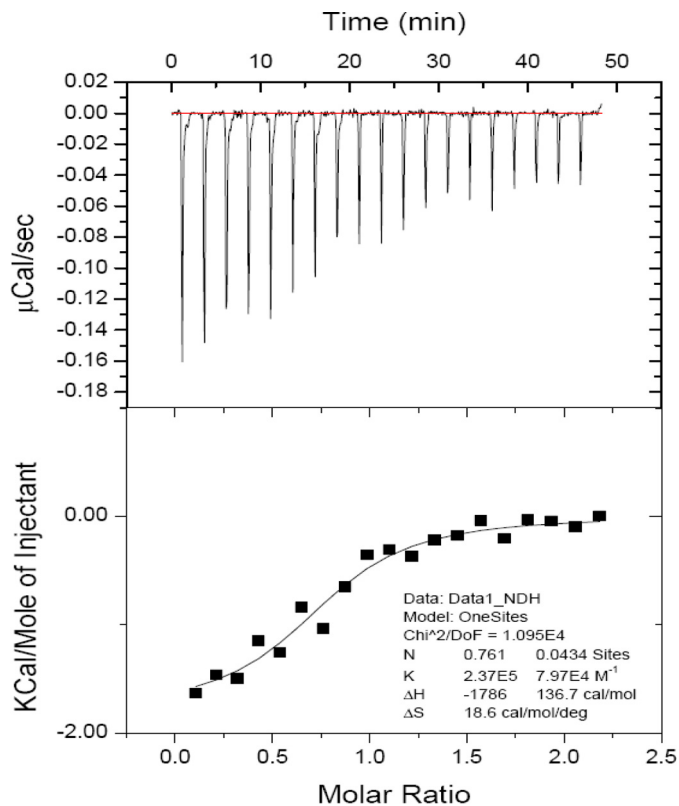 Time (min)
0 10 20 30 40 50
0.02
0.00
-0.02
-0.04
-0.06
-0.08
-0.10
-0.12
-0.14
-0.16
-0.18
µCal/sec
0.00
-2.00
KCal/Mole of Injectant
Data: Data1_NDH
Model: OneSites
Chi^2/DoF = 1.095E4
N 0.761 0.0434 Sites
K 2.37E5 7.97E4 M⁻¹
ΔH -1786 136.7 cal/mol
ΔS 18.6 cal/mol/deg
0.0 0.5 1.0 1.5 2.0 2.5
Molar Ratio